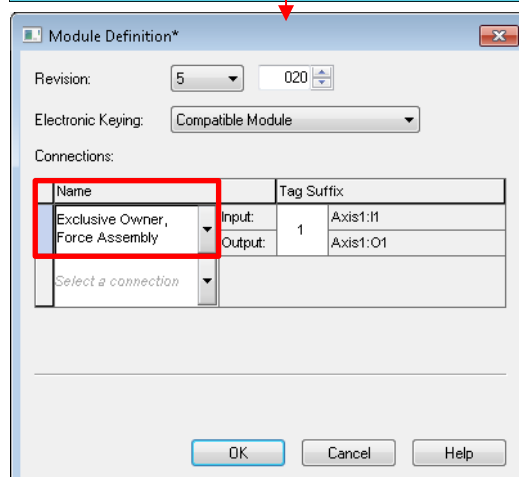 Module Definition*
Revision: 5 020
Electronic Keying: Compatible Module
Connections:
Name Tag Suffix
Exclusive Owner, Force Assembly Input: 1 Axis1:I1
Output: Axis1:O1
Select a connection
OK Cancel Help